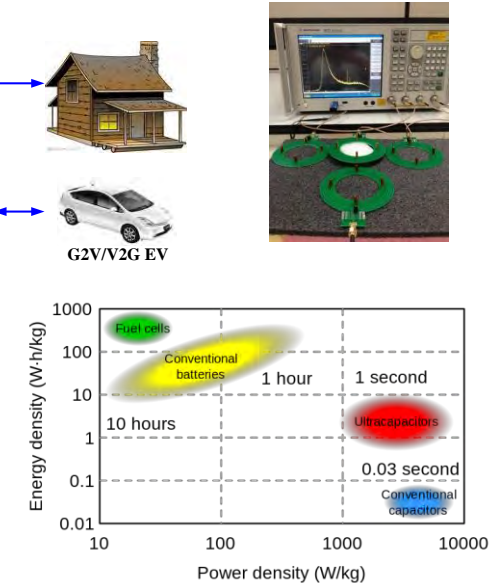 G2V/V2G EV
1000
100
10
1
0.1
0.01
Energy density (W·h/kg)
Fuel cells
Conventional
batteries
1 hour
1 second
10 hours
Ultracapacitors
0.03 second
Conventional
capacitors
10
100
1000
10000
Power density (W/kg)